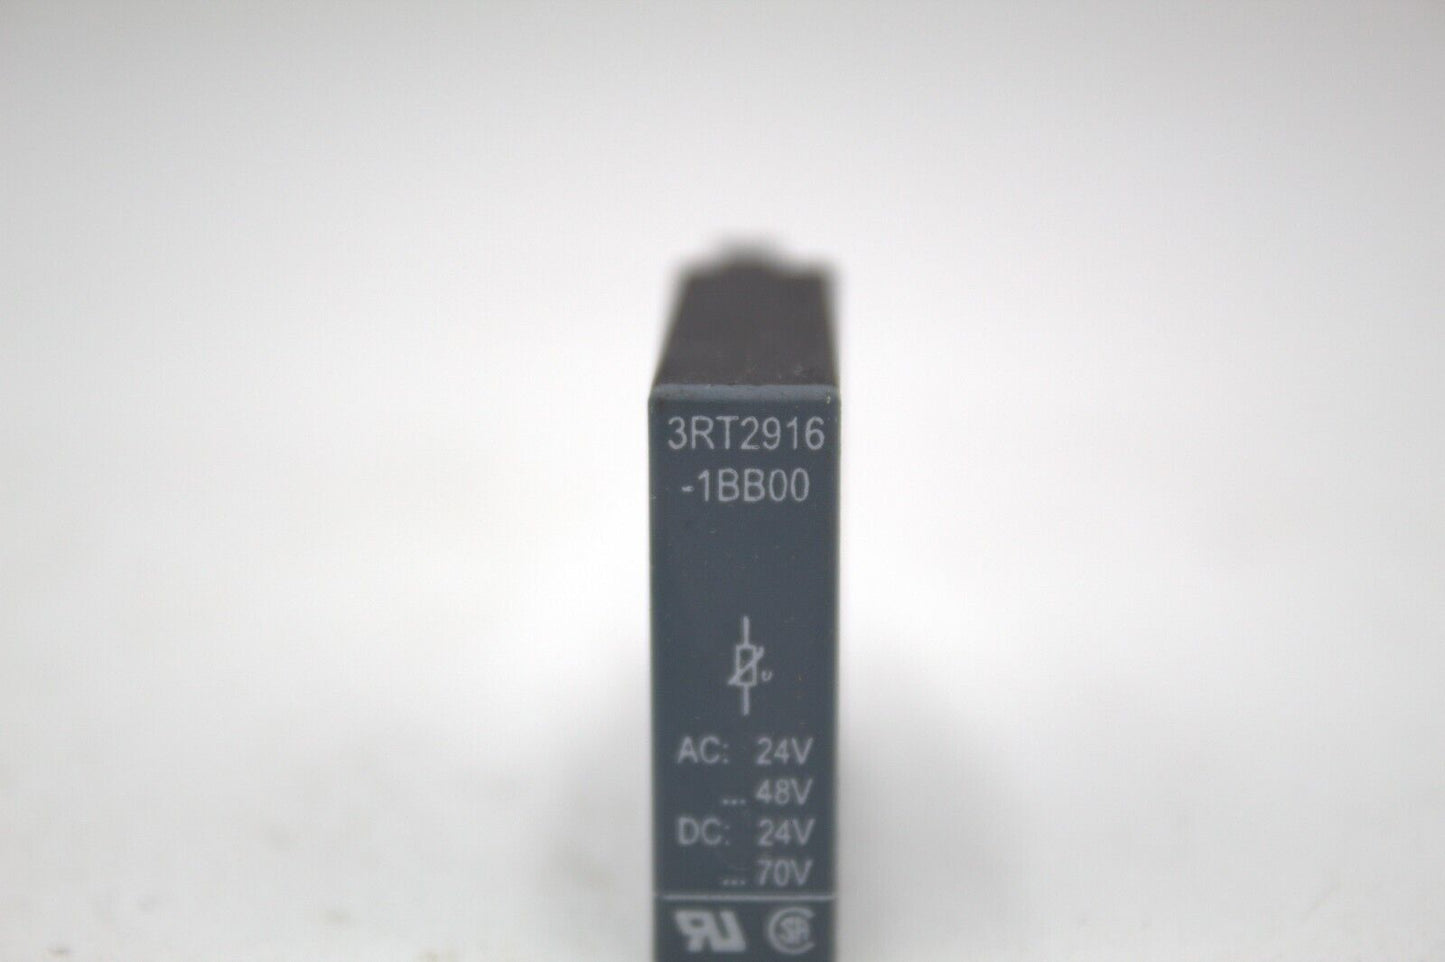 3RT2916
-1BB00
U
AC: 24V
... 48V
DC: 24V
... 70V